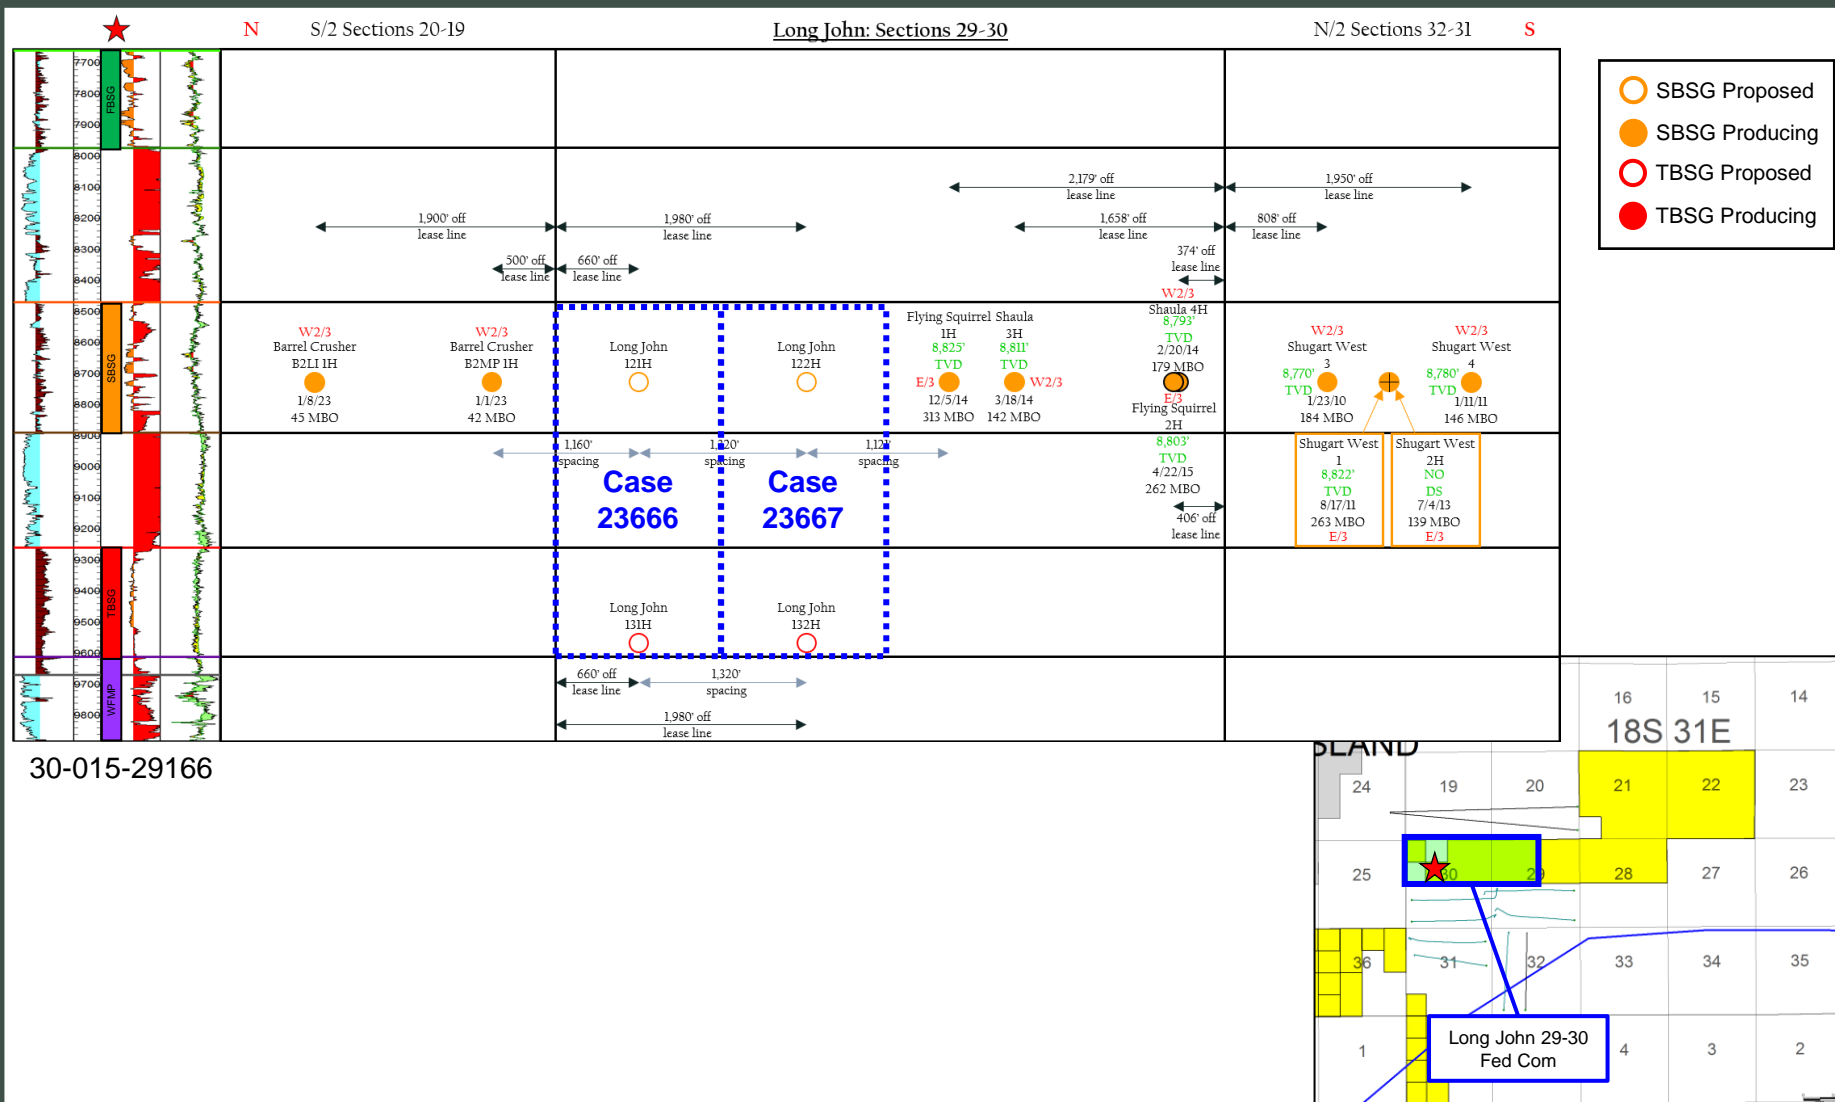 N
S/2 Sections 20-19
Long John: Sections 29-30
N/2 Sections 32-31
S
SBSG Proposed
SBSG Producing
TBSG Proposed
TBSG Producing
7700
7800
7900
8000
8100
8200
8300
8400
8500
8600
8700
8800
8900
9000
9100
9200
9300
9400
9500
9600
9700
9800
FBSG
SBSG
TBSG
WFMP
30-015-29166
2,179' off
lease line
1,950' off
lease line
1,900' off
lease line
1,980' off
lease line
1,658' off
lease line
808' off
lease line
500' off
lease line
660' off
lease line
374' off
lease line
W2/3
Barrel Crusher
B2LI 1H
1/8/23
45 MBO
W2/3
Barrel Crusher
B2MP 1H
1/1/23
42 MBO
Long John
121H
Long John
122H
Flying Squirrel
1H
8,825'
TVD
E/3
12/5/14
313 MBO
Shaula
3H
8,811'
TVD
W2/3
3/18/14
142 MBO
W2/3
Shaula 4H
8,793'
TVD
2/20/14
179 MBO
E/3
Flying Squirrel
2H
8,803'
TVD
4/22/15
262 MBO
406' off
lease line
W2/3
Shugart West
3
8,770'
TVD
1/23/10
184 MBO
W2/3
Shugart West
4
8,780'
TVD
1/11/11
146 MBO
Shugart West
1
8,822'
TVD
8/17/11
263 MBO
E/3
Shugart West
2H
NO
DS
7/4/13
139 MBO
E/3
1,160'
spacing
1,320'
spacing
1,121'
spacing
Case
23666
Case
23667
Long John
131H
Long John
132H
660' off
lease line
1,320'
spacing
1,980' off
lease line
16
15
14
18S 31E
24
19
20
21
22
23
25
30
29
28
27
26
36
31
32
33
34
35
1
4
3
2
Long John 29-30
Fed Com